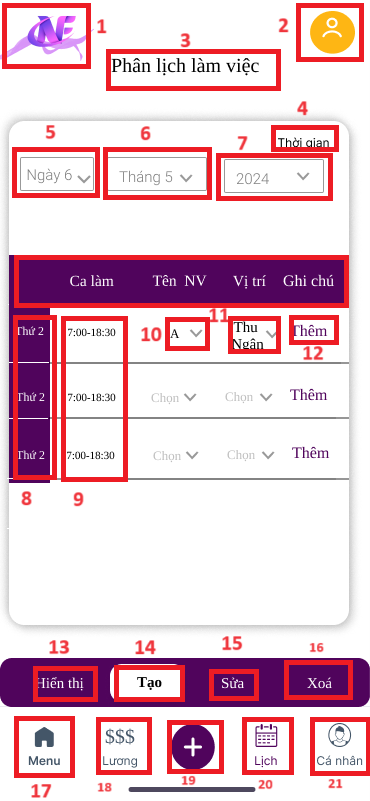 NF
1
2
3
Phân lịch làm việc
4
Thời gian
5
6
7
Ngày 6
Tháng 5
2024
Ca làm
Tên NV
Vị trí
Ghi chú
11
Thứ 2
7:00-18:30
10
A
Thu
Ngân
Thêm
12
Thứ 2
7:00-18:30
Chọn
Chọn
Thêm
Thứ 2
7:00-18:30
Chọn
Chọn
Thêm
8
9
13
14
15
16
Hiển thị
Tạo
Sửa
Xoá
$$$
Menu
Lương
Lịch
Cá nhân
17
18
19
20
21